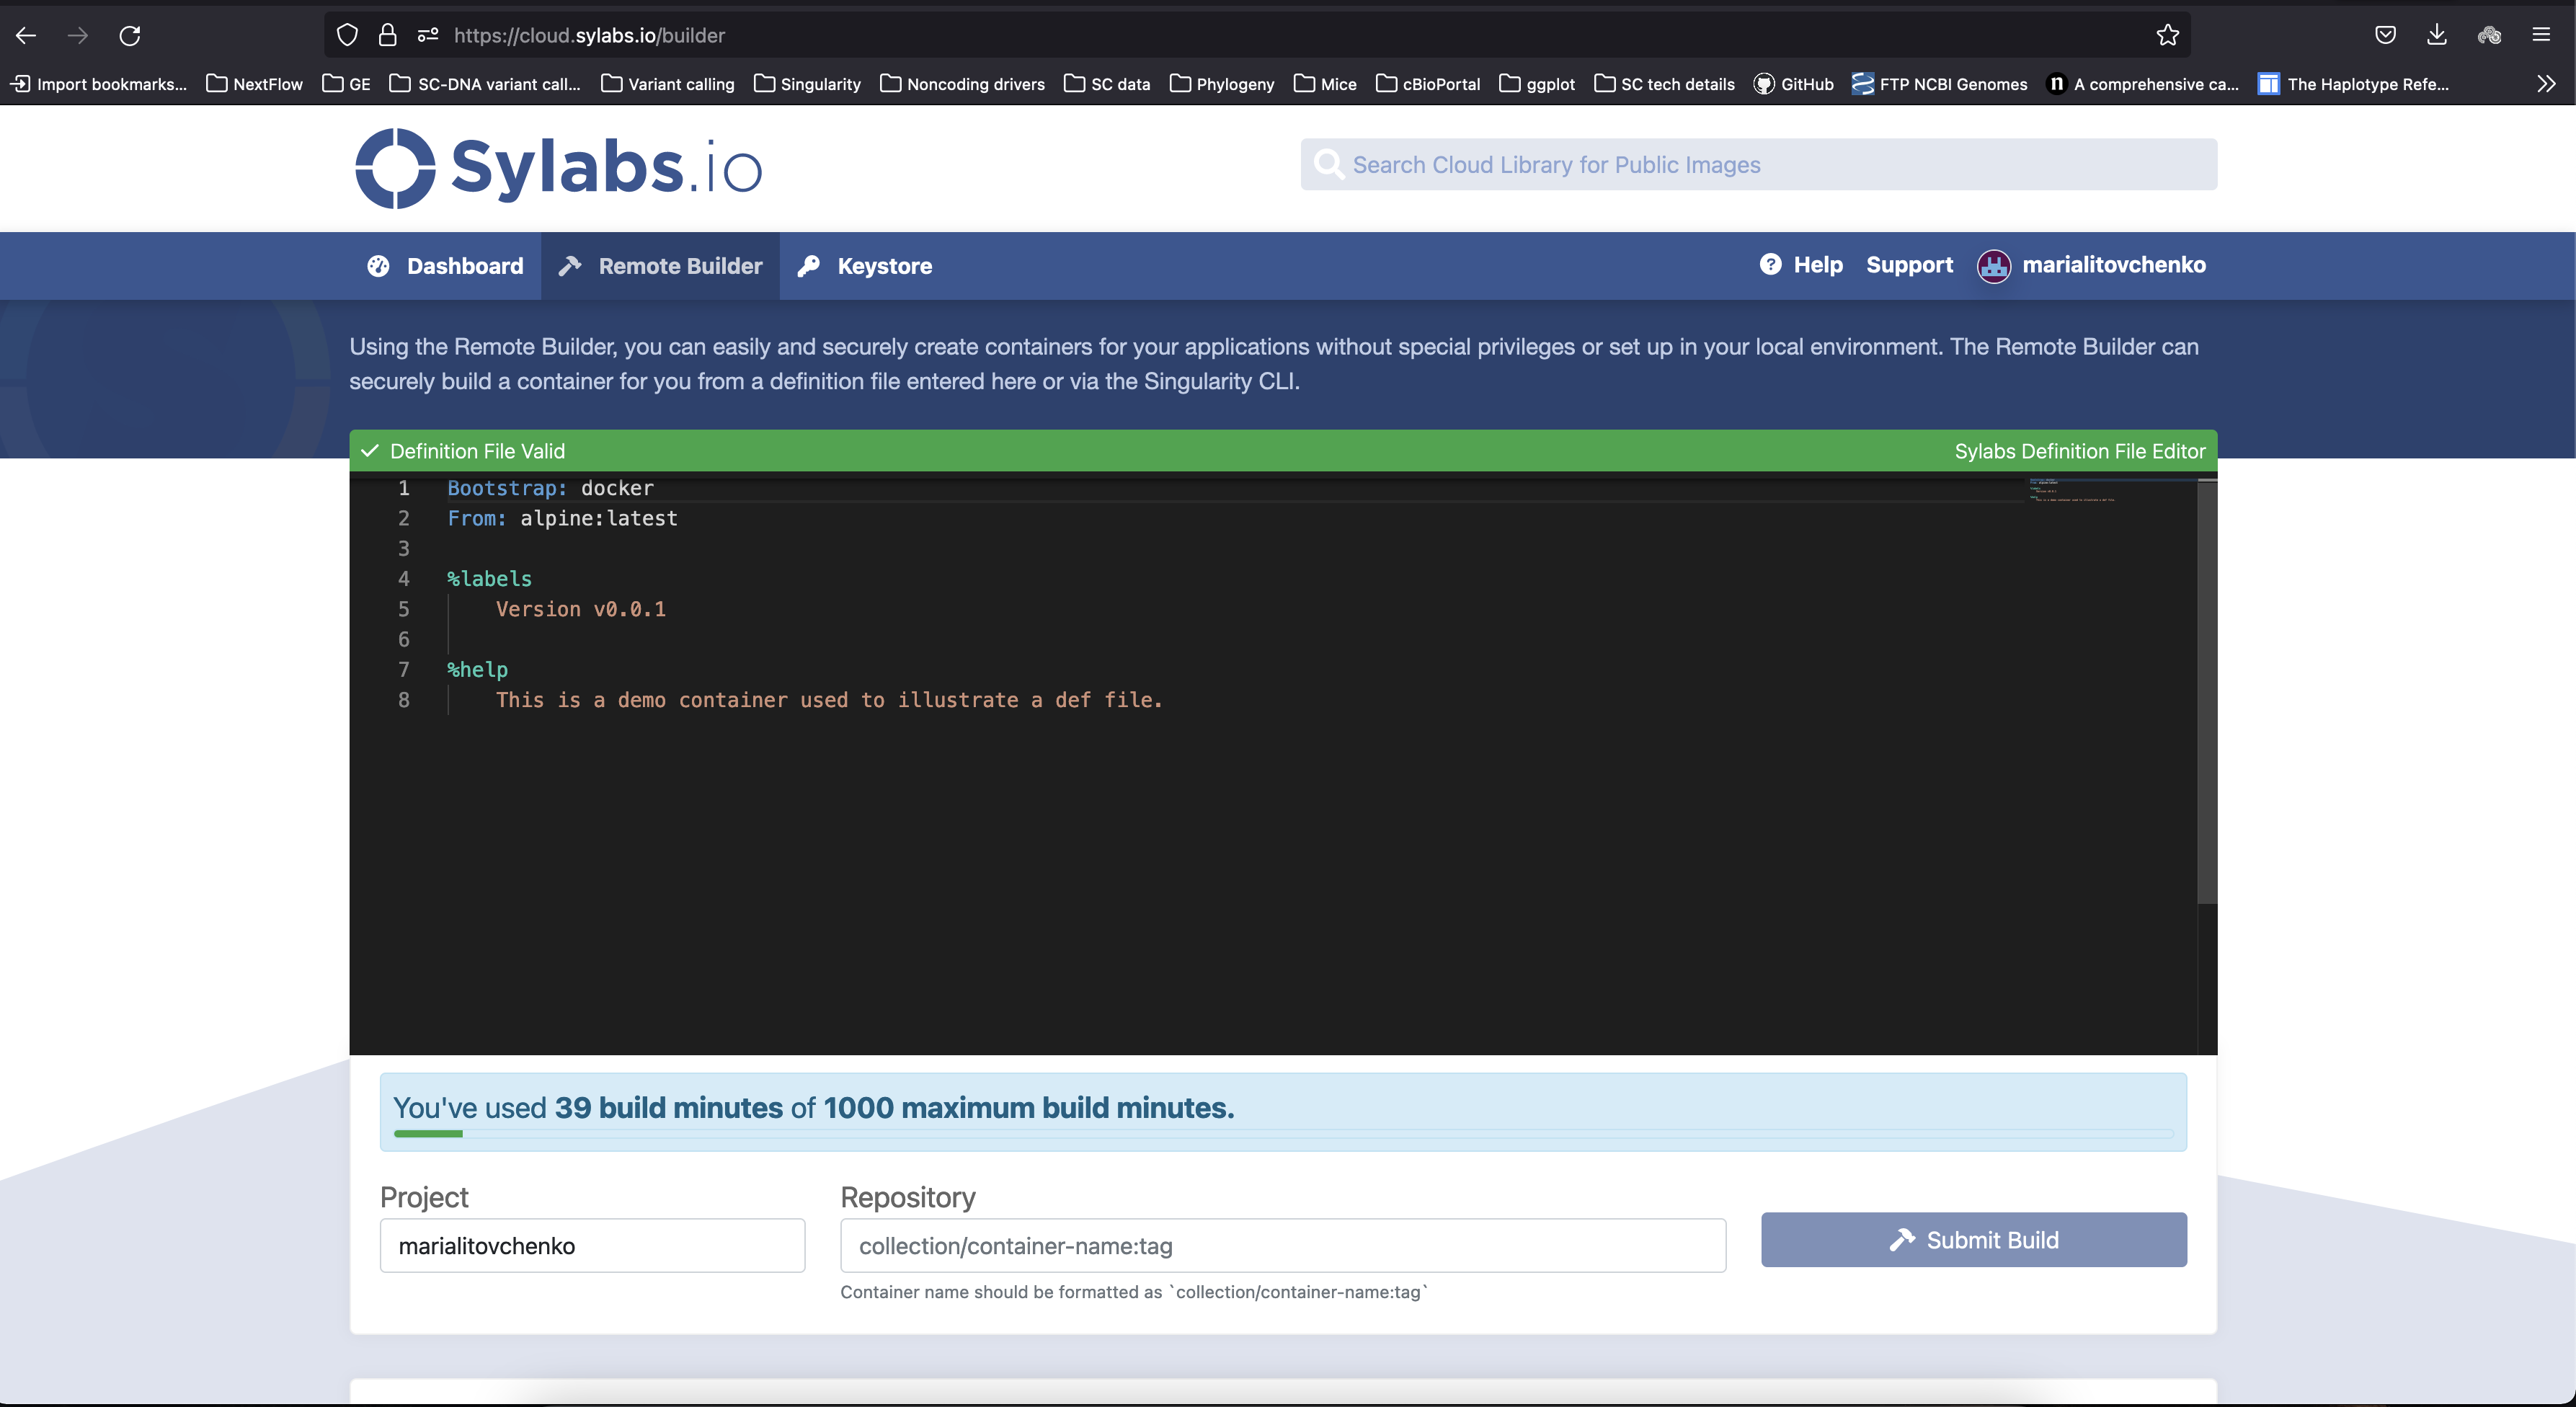 https://cloud.sylabs.io/builder
Import bookmarks... NextFlow GE SC-DNA variant call... Variant calling Singularity Noncoding drivers SC data Phylogeny Mice cBioPortal ggplot SC tech details GitHub FTP NCBI Genomes n A comprehensive ca... The Haplotype Refe...
Sylabs.io
Search Cloud Library for Public Images
Dashboard Remote Builder Keystore ? Help Support marialitovchenko
Using the Remote Builder, you can easily and securely create containers for your applications without special privileges or set up in your local environment. The Remote Builder can
securely build a container for you from a definition file entered here or via the Singularity CLI.
Definition File Valid Sylabs Definition File Editor
1 Bootstrap: docker
2 From: alpine:latest
3
4 %labels
5 Version v0.0.1
6
7 %help
8 This is a demo container used to illustrate a def file.
You've used 39 build minutes of 1000 maximum build minutes.
Project Repository
marialitovchenko collection/container-name:tag Submit Build
Container name should be formatted as `collection/container-name:tag`